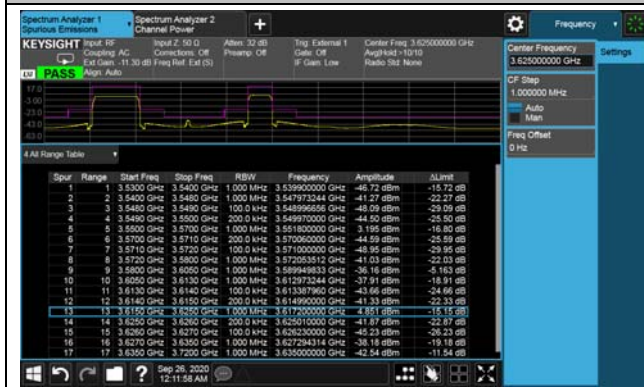 Spectrum Analyzer 1
Spurious Emissions
Spectrum Analyzer 2
Channel Power
Frequency
KEYSIGHT Input: RF
Coupling: AC
Ext Gain: -11.30 dB
Align: Auto
Input Z: 50 Ω
Corrections: Off
Freq Ref: Ext (S)
Atten: 32 dB
Preamp: Off
Trig: External 1
Gate: Off
IF Gain: Low
Center Freq: 3.625000000 GHz
Avg|Hold:>10/10
Radio Std: None
PASS
Center Frequency
3.625000000 GHz
Settings
CF Step
1.000000 MHz
Auto
Man
Freq Offset
0 Hz
17.0
-3.00
-23.0
-43.0
-63.0
4 All Range Table
Spur Range Start Freq Stop Freq RBW Frequency Amplitude ΔLimit
1 1 3.5300 GHz 3.5400 GHz 1.000 MHz 3.539900000 GHz -46.72 dBm -15.72 dB
2 2 3.5400 GHz 3.5480 GHz 1.000 MHz 3.547973244 GHz -41.27 dBm -22.27 dB
3 3 3.5480 GHz 3.5490 GHz 100.0 kHz 3.548996656 GHz -48.09 dBm -29.09 dB
4 4 3.5490 GHz 3.5500 GHz 200.0 kHz 3.549970000 GHz -44.50 dBm -25.50 dB
5 5 3.5500 GHz 3.5700 GHz 1.000 MHz 3.551800000 GHz 3.195 dBm -16.80 dB
6 6 3.5700 GHz 3.5710 GHz 200.0 kHz 3.570060000 GHz -44.59 dBm -25.59 dB
7 7 3.5710 GHz 3.5720 GHz 100.0 kHz 3.571000000 GHz -48.95 dBm -29.95 dB
8 8 3.5720 GHz 3.5800 GHz 1.000 MHz 3.572053512 GHz -41.03 dBm -22.03 dB
9 9 3.5800 GHz 3.6050 GHz 1.000 MHz 3.589949833 GHz -36.16 dBm -5.163 dB
10 10 3.6050 GHz 3.6130 GHz 1.000 MHz 3.612973244 GHz -37.91 dBm -18.91 dB
11 11 3.6130 GHz 3.6140 GHz 100.0 kHz 3.613387960 GHz -43.66 dBm -24.66 dB
12 12 3.6140 GHz 3.6150 GHz 200.0 kHz 3.614990000 GHz -41.33 dBm -22.33 dB
13 13 3.6150 GHz 3.6250 GHz 1.000 MHz 3.617200000 GHz 4.851 dBm -15.15 dB
14 14 3.6250 GHz 3.6260 GHz 200.0 kHz 3.625010000 GHz -41.87 dBm -22.87 dB
15 15 3.6260 GHz 3.6270 GHz 100.0 kHz 3.626230000 GHz -45.23 dBm -26.23 dB
16 16 3.6270 GHz 3.6350 GHz 1.000 MHz 3.627294314 GHz -38.18 dBm -19.18 dB
17 17 3.6350 GHz 3.7200 GHz 1.000 MHz 3.635000000 GHz -42.54 dBm -11.54 dB
Sep 26, 2020
12:11:58 AM